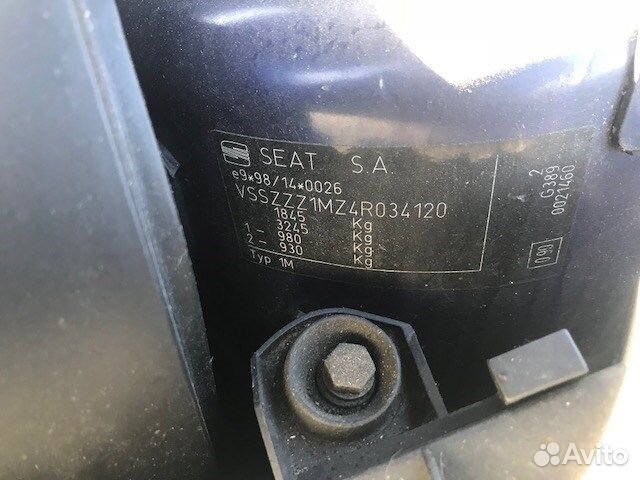 SEAT S.A.
e9*98/14*0026
VSSZZZ1MZ4R034120
1845 Kg
1 - 3245 Kg
2 - 980 Kg
930 Kg
Typ 1M
2
G389
0021460
090
Avito